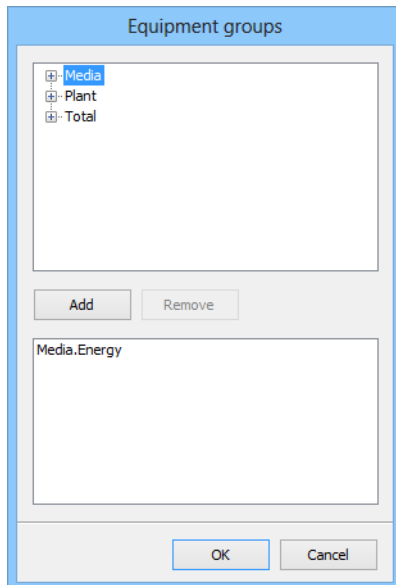 Equipment groups
Media
Plant
Total
Add Remove
Media.Energy
OK Cancel